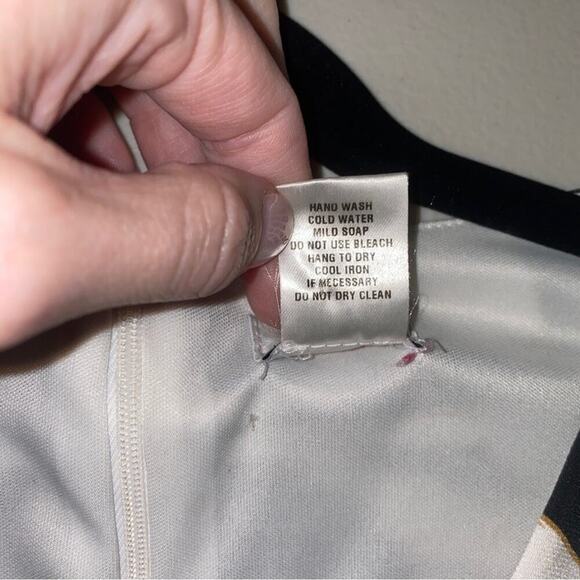 HAND WASH
COLD WATER
MILD SOAP
DO NOT USE BLEACH
HANG TO DRY
COOL IRON
IF MECESSARY
DO NOT DRY CLEAN